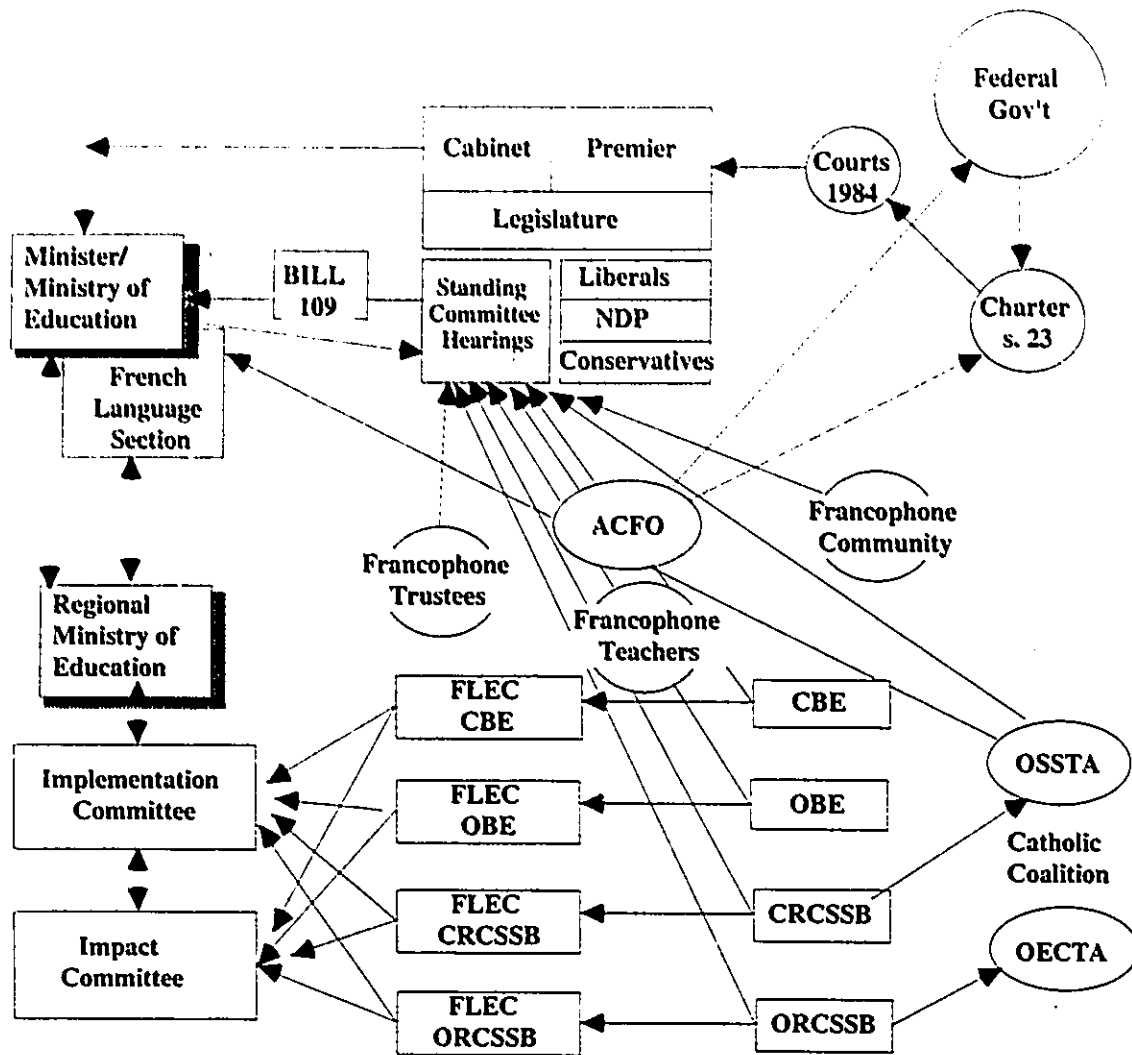 Federal
Gov't
Cabinet
Premier
Courts
1984
Legislature
Minister/
Ministry of
Education
BILL
109
Standing
Committee
Hearings
Liberals
NDP
Conservatives
Charter
s. 23
French
Language
Section
ACFO
Francophone
Community
Francophone
Trustees
Francophone
Teachers
Regional
Ministry of
Education
FLEC
CBE
CBE
Implementation
Committee
FLEC
OBE
OBE
OSSTA
Catholic
Coalition
FLEC
CRCSSB
CRCSSB
Impact
Committee
OECTA
FLEC
ORCSSB
ORCSSB